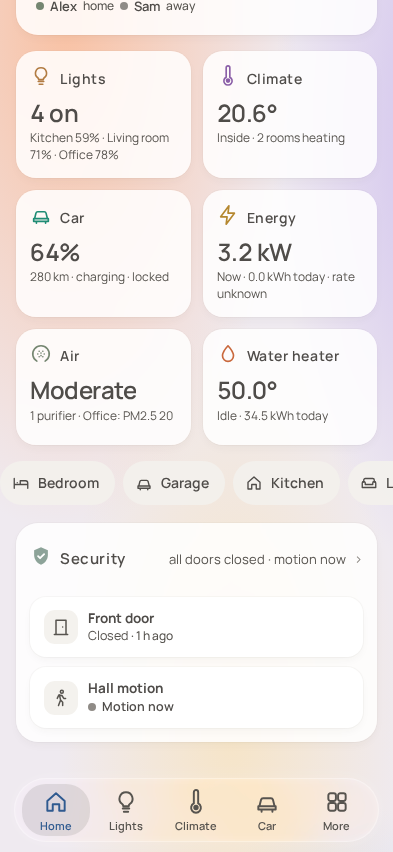 Alex home Sam away
Lights
4 on
Kitchen 59% · Living room
71% · Office 78%
Climate
20.6°
Inside · 2 rooms heating
Car
64%
280 km · charging · locked
Energy
3.2 kW
Now · 0.0 kWh today · rate
unknown
Air
Moderate
1 purifier · Office: PM2.5 20
Water heater
50.0°
Idle · 34.5 kWh today
Bedroom Garage Kitchen L
Security all doors closed · motion now
Front door
Closed · 1 h ago
Hall motion
Motion now
Home Lights Climate Car More